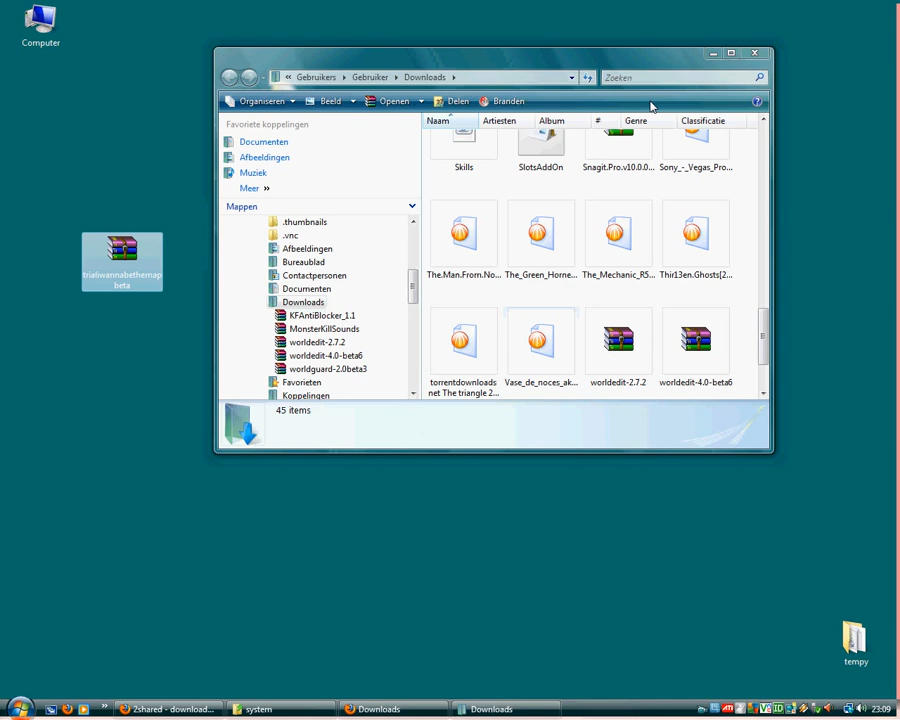 Computer
« Gebruikers Gebruiker Downloads
Zoeken
Organiseren Beeld Openen Delen Branden
Favoriete koppelingen
Documenten
Afbeeldingen
Muziek
Meer »
Mappen
.thumbnails
.vnc
Afbeeldingen
Bureaublad
Contactpersonen
Documenten
Downloads
KFAntiBlocker_1.1
MonsterKillSounds
worldedit-2.7.2
worldedit-4.0-beta6
worldguard-2.0beta3
Favorieten
Koppelingen
Naam Artiesten Album # Genre Classificatie
Skills SlotsAddOn Snagit.Pro.v10.0.0... Sony_-_Vegas_Pro...
The.Man.From.No... The_Green_Horne... The_Mechanic_R5... Thir13en.Ghosts[2...
torrentdownloads Vase_de_noces_ak... worldedit-2.7.2 worldedit-4.0-beta6
net The triangle 2...
45 items
trialiwannabethemap
beta
tempy
» 2shared - download... system Downloads Downloads
ATI
ID
23:09